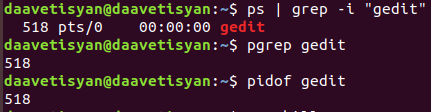 daavetisyan@daavetisyan:~$ ps | grep -i "gedit"
518 pts/0 00:00:00 gedit
daavetisyan@daavetisyan:~$ pgrep gedit
518
daavetisyan@daavetisyan:~$ pidof gedit
518